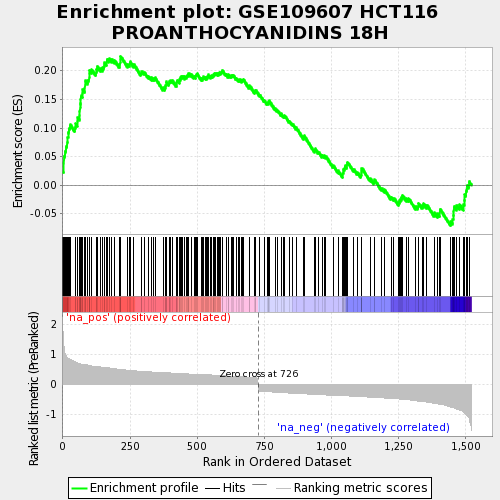 Enrichment plot: GSE109607 HCT116
PROANTHOCYANIDINS 18H
Enrichment score (ES)
0.20
0.15
0.10
0.05
0.00
-0.05
'na_pos' (positively correlated)
Ranked list metric (PreRanked)
2
1
0
-1
Zero cross at 726
'na_neg' (negatively correlated)
0
250
500
750
1,000
1,250
1,500
Rank in Ordered Dataset
Enrichment profile
Hits
Ranking metric scores